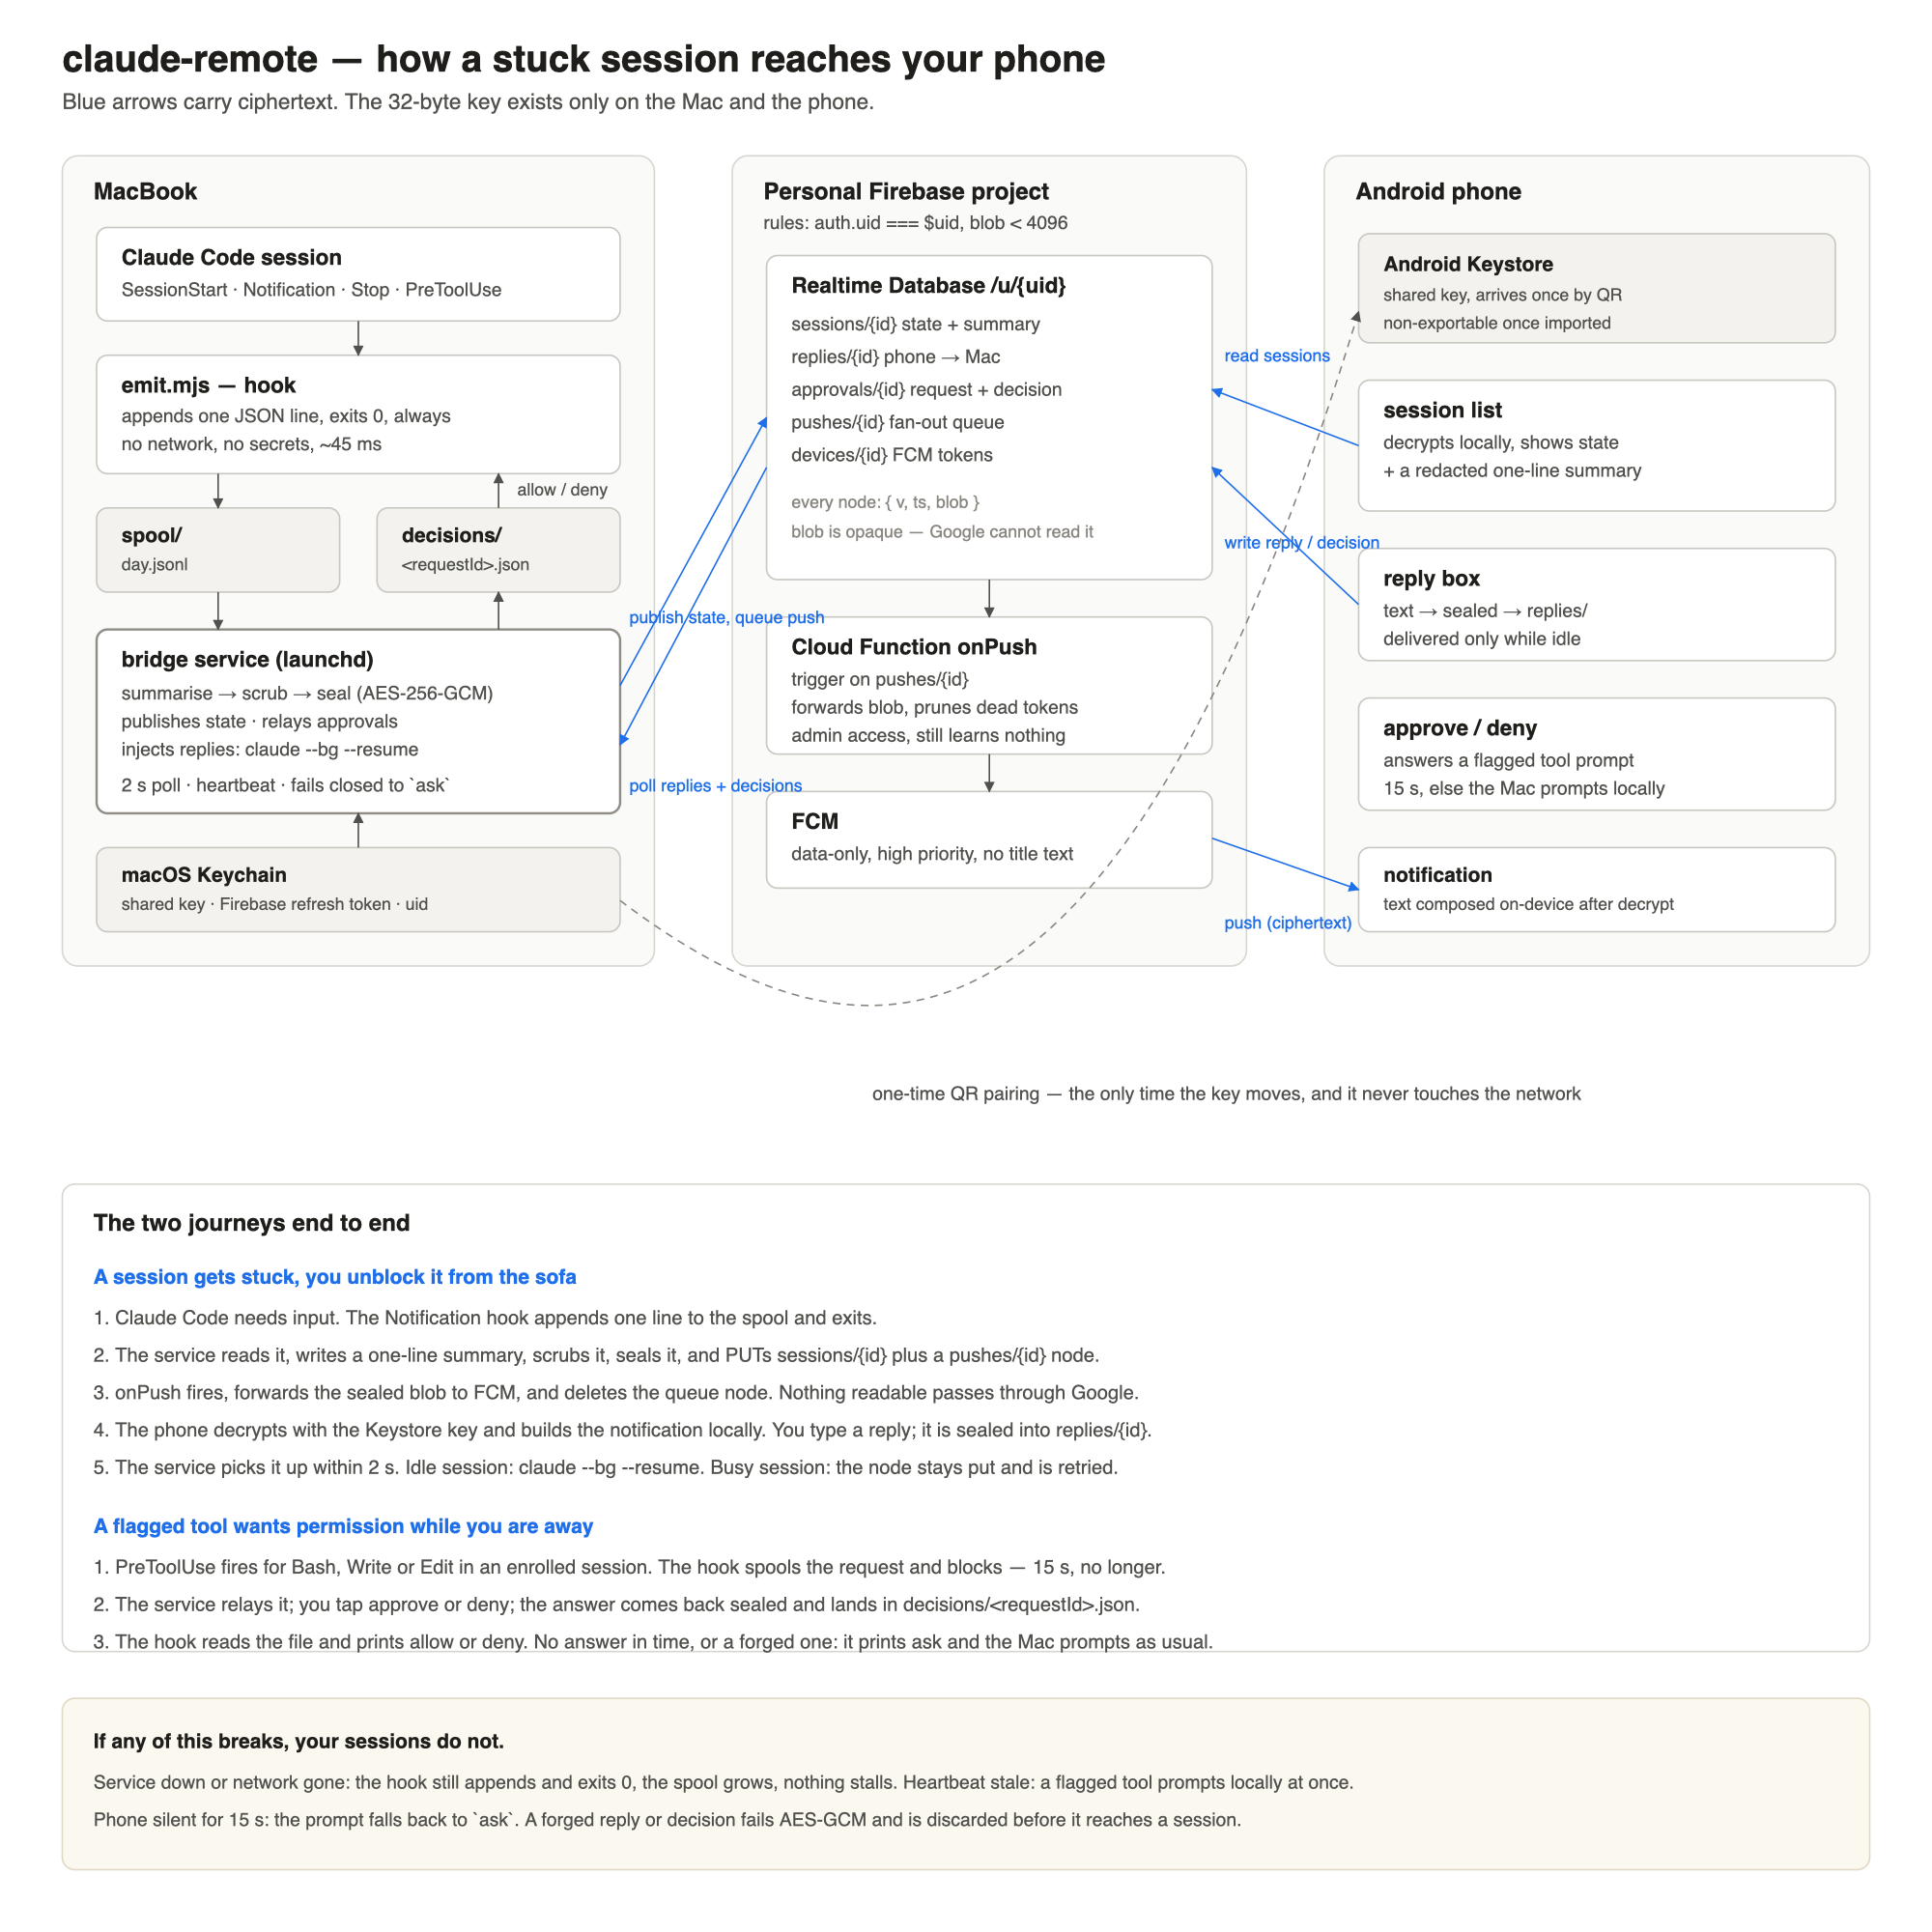 claude-remote — how a stuck session reaches your phone
Blue arrows carry ciphertext. The 32-byte key exists only on the Mac and the phone.
MacBook
Claude Code session
SessionStart · Notification · Stop · PreToolUse
emit.mjs — hook
appends one JSON line, exits 0, always
no network, no secrets, ~45 ms
allow / deny
spool/
day.jsonl
decisions/
<requestId>.json
bridge service (launchd)
summarise → scrub → seal (AES-256-GCM)
publishes state · relays approvals
injects replies: claude --bg --resume
2 s poll · heartbeat · fails closed to `ask`
macOS Keychain
shared key · Firebase refresh token · uid
publish state, queue push
poll replies + decisions
Personal Firebase project
rules: auth.uid === $uid, blob < 4096
Realtime Database /u/{uid}
sessions/{id} state + summary
replies/{id} phone → Mac
approvals/{id} request + decision
pushes/{id} fan-out queue
devices/{id} FCM tokens
every node: { v, ts, blob }
blob is opaque — Google cannot read it
Cloud Function onPush
trigger on pushes/{id}
forwards blob, prunes dead tokens
admin access, still learns nothing
FCM
data-only, high priority, no title text
read sessions
write reply / decision
push (ciphertext)
Android phone
Android Keystore
shared key, arrives once by QR
non-exportable once imported
session list
decrypts locally, shows state
+ a redacted one-line summary
reply box
text → sealed → replies/
delivered only while idle
approve / deny
answers a flagged tool prompt
15 s, else the Mac prompts locally
notification
text composed on-device after decrypt
one-time QR pairing — the only time the key moves, and it never touches the network
The two journeys end to end
A session gets stuck, you unblock it from the sofa
1. Claude Code needs input. The Notification hook appends one line to the spool and exits.
2. The service reads it, writes a one-line summary, scrubs it, seals it, and PUTs sessions/{id} plus a pushes/{id} node.
3. onPush fires, forwards the sealed blob to FCM, and deletes the queue node. Nothing readable passes through Google.
4. The phone decrypts with the Keystore key and builds the notification locally. You type a reply; it is sealed into replies/{id}.
5. The service picks it up within 2 s. Idle session: claude --bg --resume. Busy session: the node stays put and is retried.
A flagged tool wants permission while you are away
1. PreToolUse fires for Bash, Write or Edit in an enrolled session. The hook spools the request and blocks — 15 s, no longer.
2. The service relays it; you tap approve or deny; the answer comes back sealed and lands in decisions/<requestId>.json.
3. The hook reads the file and prints allow or deny. No answer in time, or a forged one: it prints ask and the Mac prompts as usual.
If any of this breaks, your sessions do not.
Service down or network gone: the hook still appends and exits 0, the spool grows, nothing stalls. Heartbeat stale: a flagged tool prompts locally at once.
Phone silent for 15 s: the prompt falls back to `ask`. A forged reply or decision fails AES-GCM and is discarded before it reaches a session.